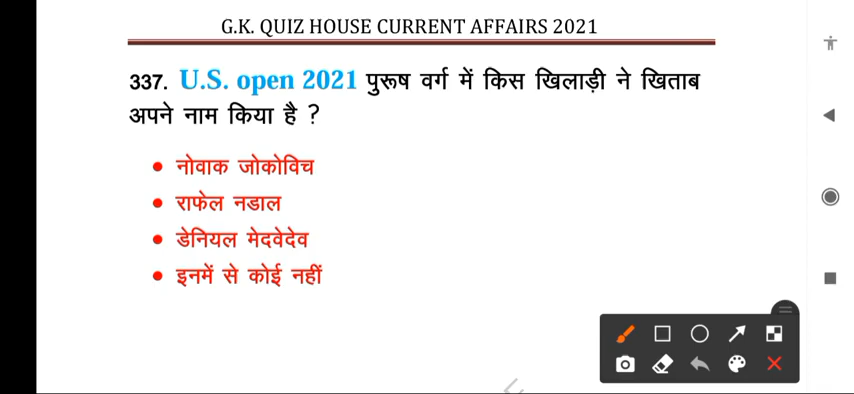 G.K. QUIZ HOUSE CURRENT AFFAIRS 2021
337. U.S. open 2021 पुरूष वर्ग में किस खिलाड़ी ने खिताब
अपने नाम किया है ?
• नोवाक जोकोविच
• राफेल नडाल
• डेनियल मेदवेदेव
• इनमें से कोई नहीं